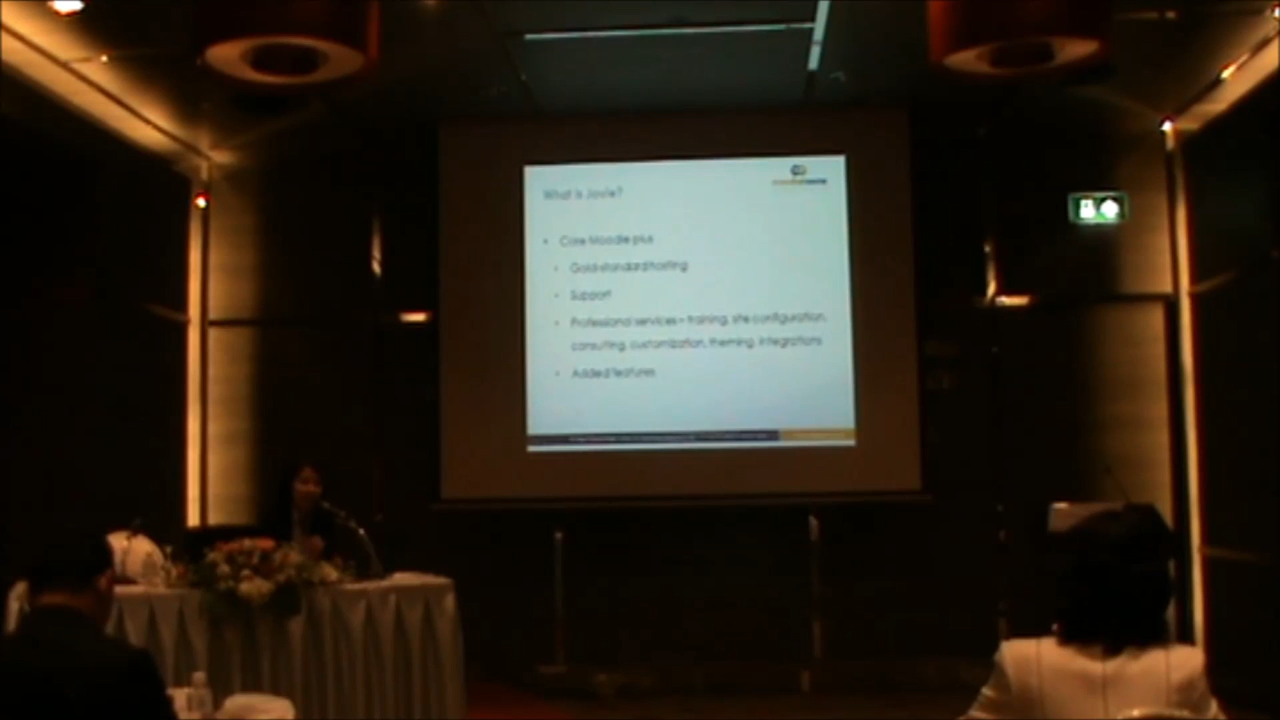 What is Joule?
• Core Moodle plus
• Gold-standard hosting
• Support
• Professional services – training, site configuration,
consulting, customization, theming, integrations
• Added features